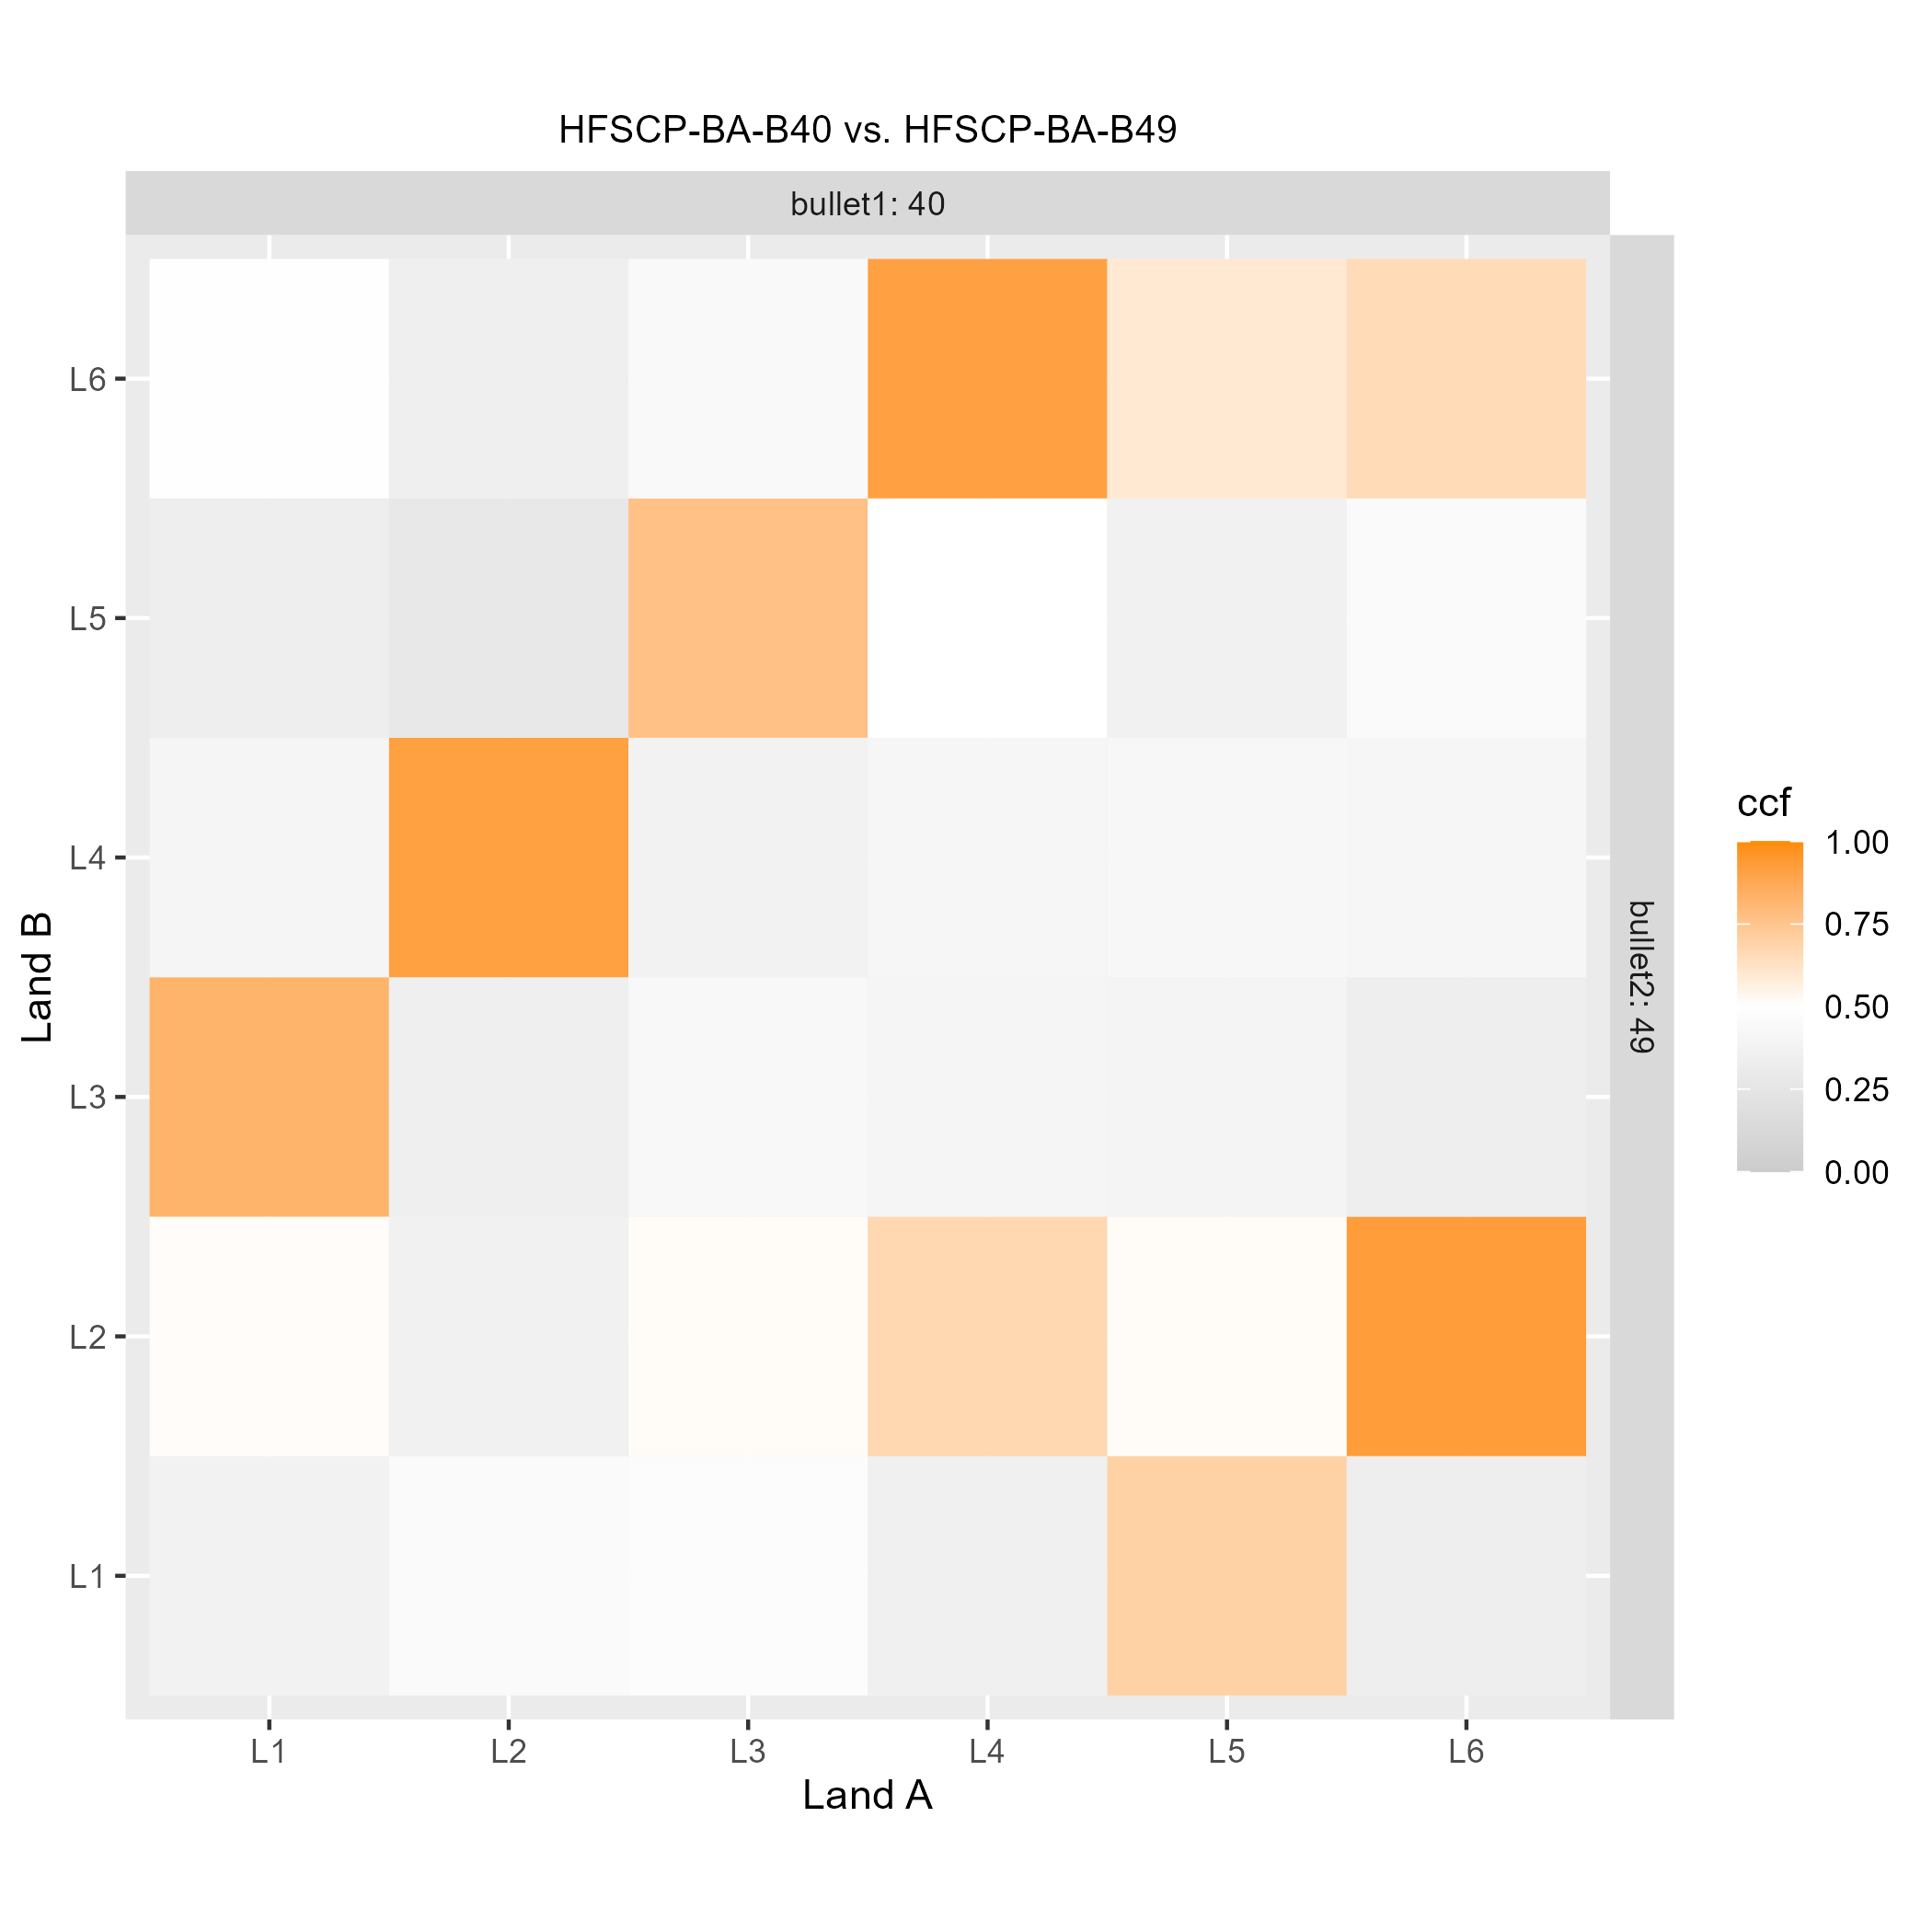 HFSCP-BA-B40 vs. HFSCP-BA-B49
bullet1: 40
L6
L5
L4
L3
L2
L1
Land B
bullet2: 49
L1 L2 L3 L4 L5 L6
Land A
ccf
1.00
0.75
0.50
0.25
0.00